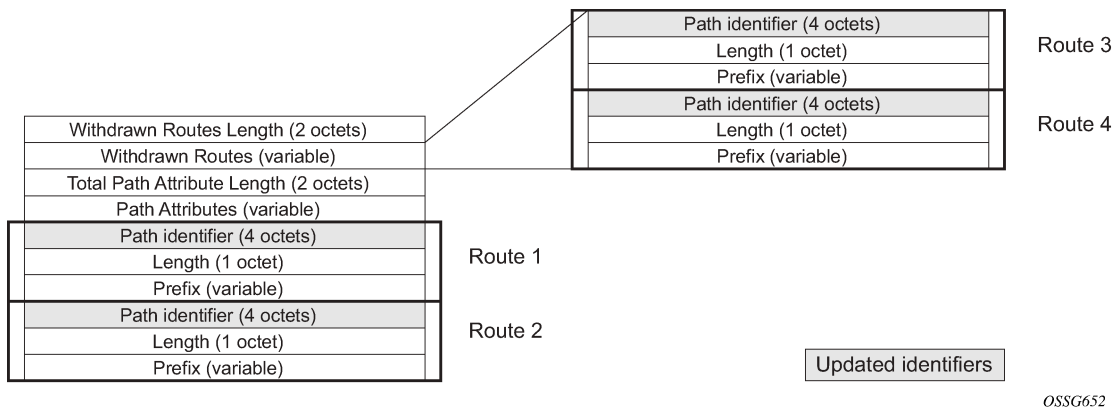 Path identifier (4 octets)
Length (1 octet)
Prefix (variable)
Route 3
Path identifier (4 octets)
Length (1 octet)
Prefix (variable)
Route 4
Withdrawn Routes Length (2 octets)
Withdrawn Routes (variable)
Total Path Attribute Length (2 octets)
Path Attributes (variable)
Path identifier (4 octets)
Length (1 octet)
Prefix (variable)
Route 1
Path identifier (4 octets)
Length (1 octet)
Prefix (variable)
Route 2
Updated identifiers
OSSG652